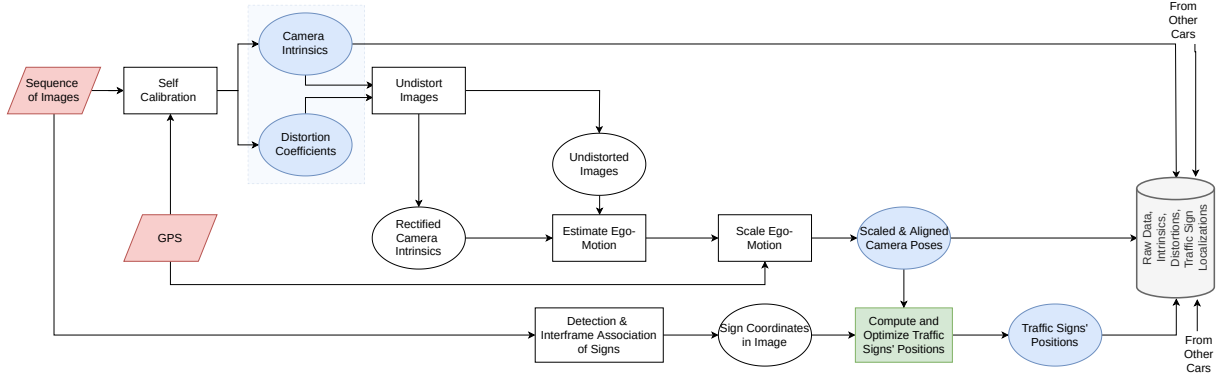 From
Other
Cars
Camera
Intrinsics
Sequence
of Images
Self
Calibration
Undistort
Images
Distortion
Coefficients
Undistorted
Images
GPS
Rectified
Camera
Intrinsics
Estimate Ego-
Motion
Scale Ego-
Motion
Scaled & Aligned
Camera Poses
Raw Data,
Intrinsics,
Distortions,
Traffic Sign
Localizations
Detection &
Interframe Association
of Signs
Sign Coordinates
in Image
Compute and
Optimize Traffic
Signs' Positions
Traffic Signs'
Positions
From
Other
Cars